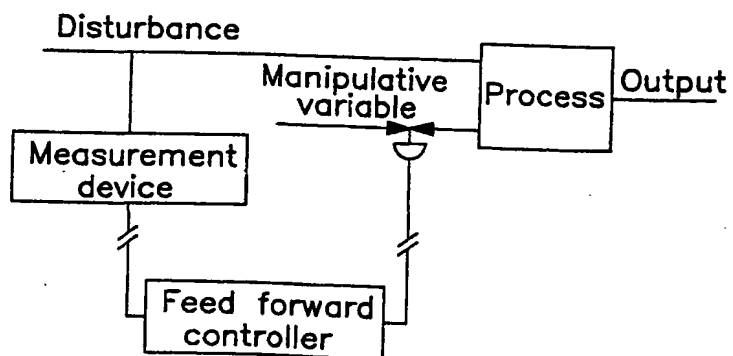 Disturbance
Manipulative
variable
Process
Output
Measurement
device
Feed forward
controller